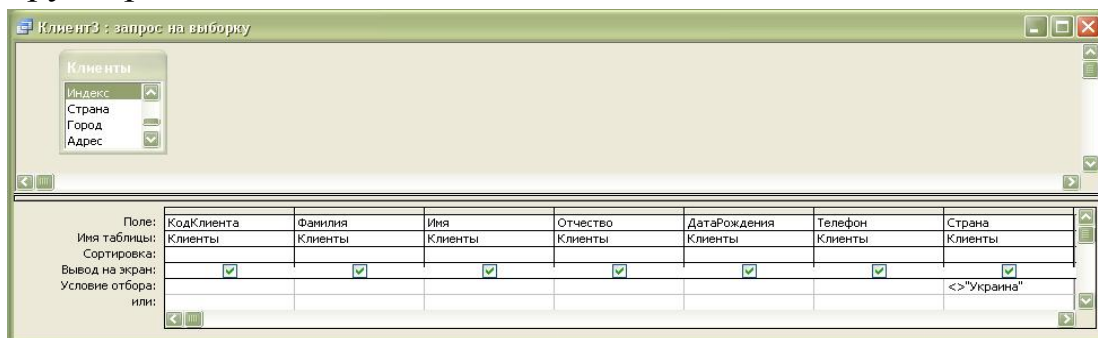 Клиент3 : запрос на выборку
Клиенты
Индекс
Страна
Город
Адрес
Поле: КодКлиента Фамилия Имя Отчество ДатаРождения Телефон Страна
Имя таблицы: Клиенты Клиенты Клиенты Клиенты Клиенты Клиенты Клиенты
Сортировка:
Вывод на экран:
Условие отбора: <>"Украина"
или: